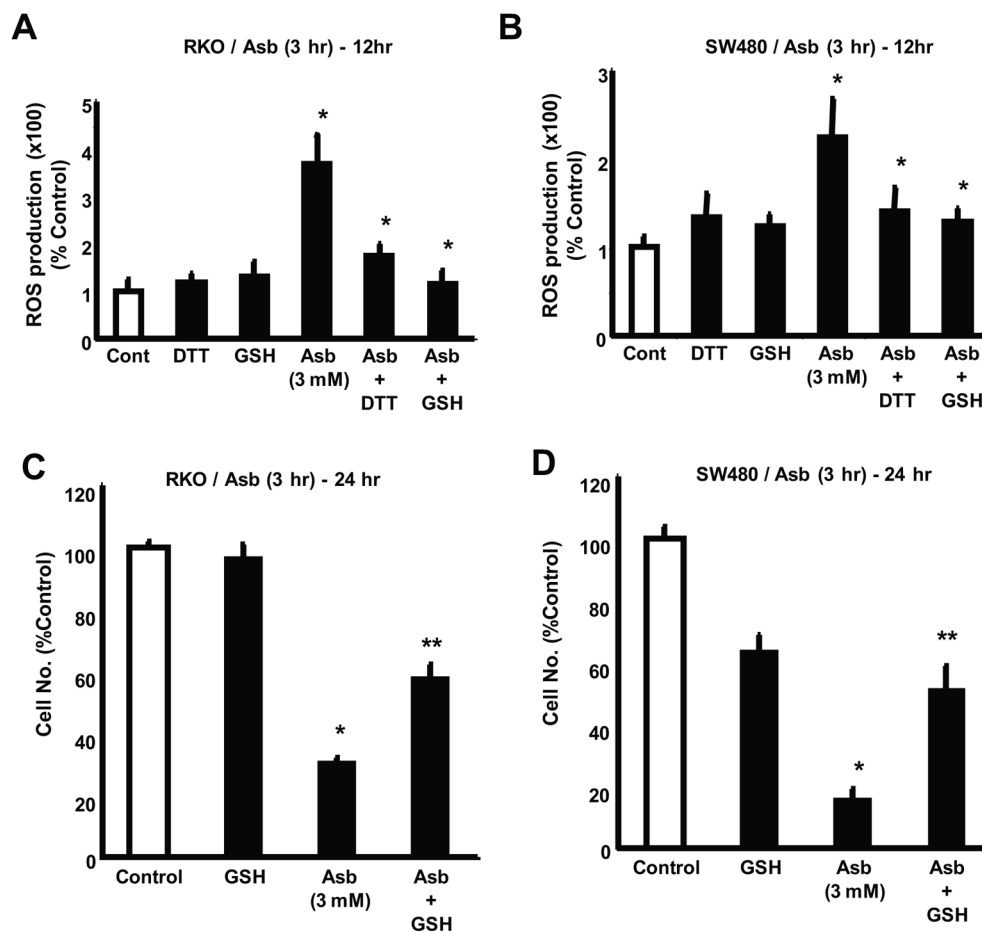 A
RKO / Asb (3 hr) - 12hr
ROS production (x100)
(% Control)
5
4
3
2
1
0
*
*
*
Cont DTT GSH Asb Asb Asb
(3 mM) + +
DTT GSH
B
SW480 / Asb (3 hr) - 12hr
ROS production (x100)
(% Control)
3
2
1
0
*
*
*
Cont DTT GSH Asb Asb Asb
(3 mM) + +
DTT GSH
C
RKO / Asb (3 hr) - 24 hr
Cell No. (%Control)
120
100
80
60
40
20
0
*
**
Control GSH Asb Asb
(3 mM) +
GSH
D
SW480 / Asb (3 hr) - 24 hr
Cell No. (%Control)
120
100
80
60
40
20
0
*
**
Control GSH Asb Asb
(3 mM) +
GSH